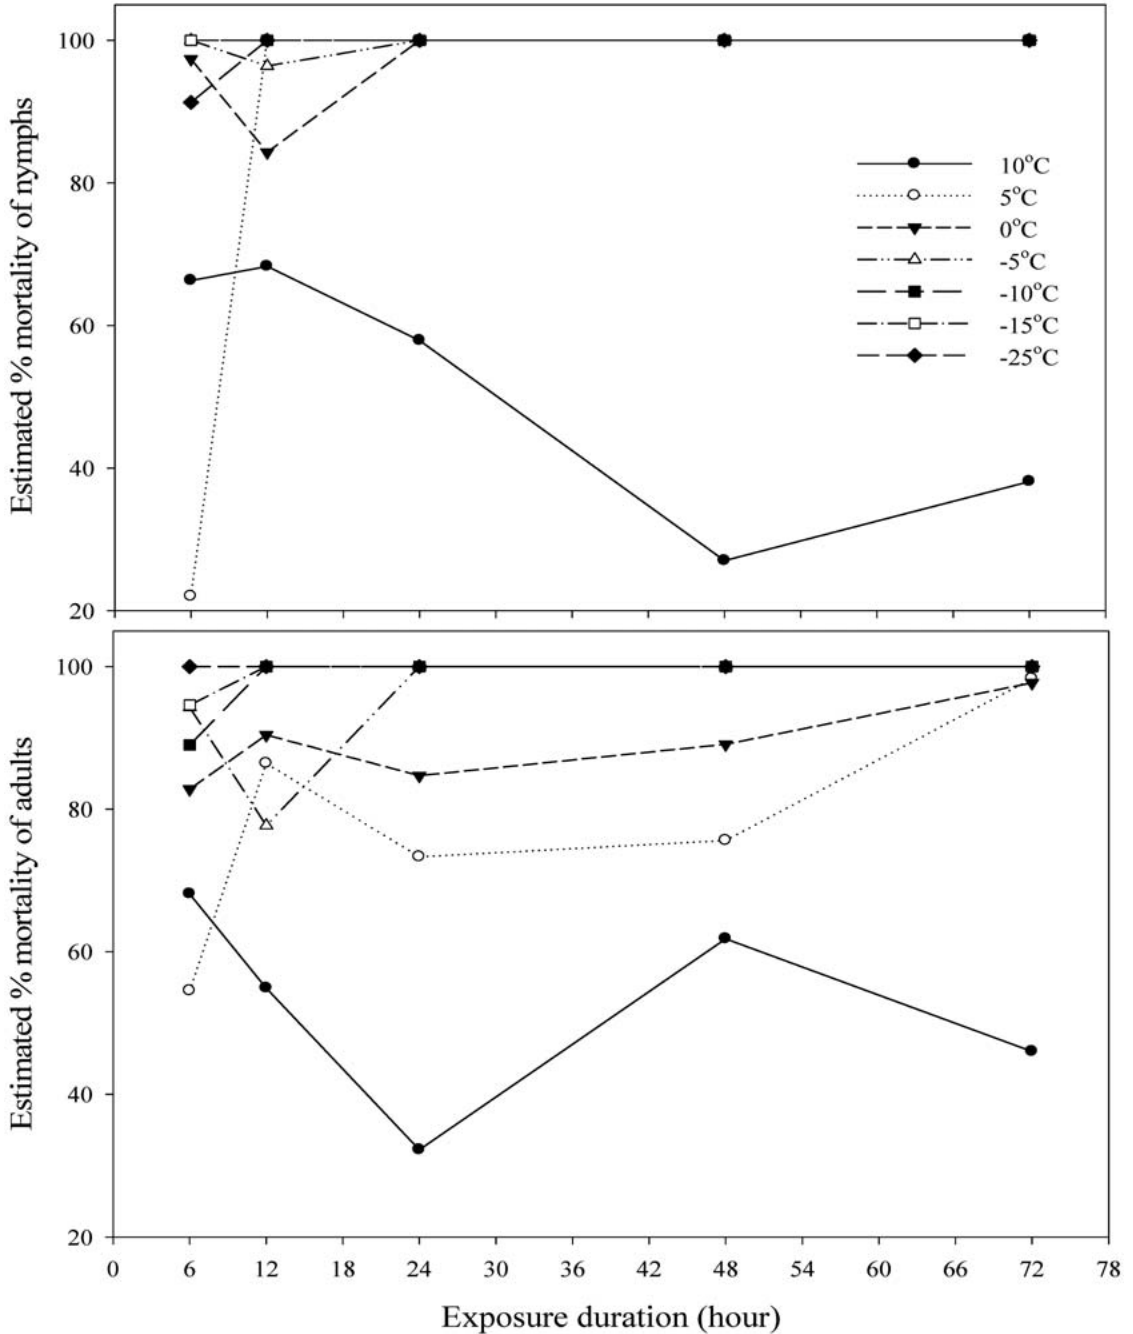 Estimated % mortality of nymphs
100
80
60
40
20
10°C
5°C
0°C
-5°C
-10°C
-15°C
-25°C
Estimated % mortality of adults
100
80
60
40
20
0 6 12 18 24 30 36 42 48 54 60 66 72 78
Exposure duration (hour)